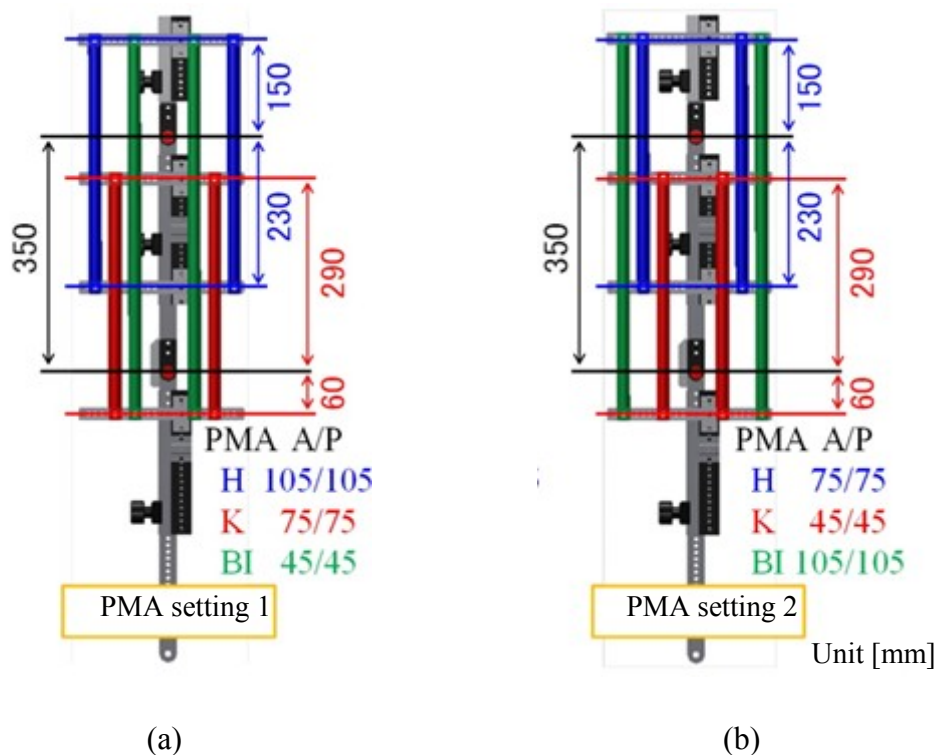 150
230
350
290
60
PMA A/P
H 105/105
K 75/75
BI 45/45
PMA setting 1
(a)
150
230
350
290
60
PMA A/P
H 75/75
K 45/45
BI 105/105
PMA setting 2
Unit [mm]
(b)